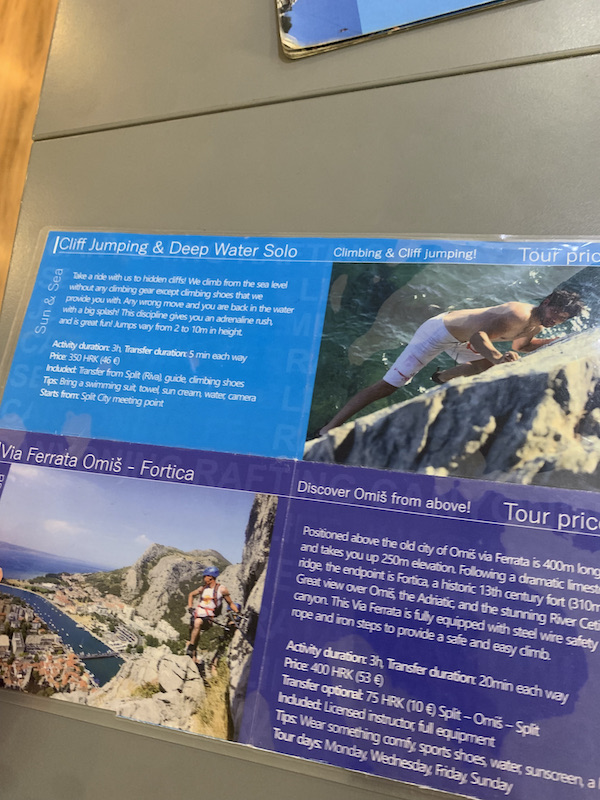 Cliff Jumping & Deep Water Solo
Climbing & Cliff jumping!
Tour pric
Sun & Sea
Take a ride with us to hidden cliffs! We climb from the sea level
without any climbing gear except climbing shoes that we
provide you with. Any wrong move and you are back in the water
with a big splash! This discipline gives you an adrenaline rush,
and is great fun! Jumps vary from 2 to 10m in height.
Activity duration: 3h, Transfer duration: 5 min each way
Price: 350 HRK (46 €)
Included: Transfer from Split (Riva), guide, climbing shoes
Tips: Bring a swimming suit, towel, sun cream, water, camera
Starts from: Split City meeting point
Via Ferrata Omiš - Fortica
Discover Omiš from above!
Tour price
Positioned above the old city of Omiš via Ferrata is 400m long
and takes you up 250m elevation. Following a dramatic limest
ridge, the endpoint is Fortica, a historic 13th century fort (310m
Great view over Omiš, the Adriatic, and the stunning River Ceti
canyon. This Via Ferrata is fully equipped with steel wire safety
rope and iron steps to provide a safe and easy climb.
Activity duration: 3h, Transfer duration: 20min each way
Price: 400 HRK (53 €)
Transfer optional: 75 HRK (10 €) Split – Omiš – Split
Included: Licensed instructor, full equipment
Tips: Wear something comfy, sports shoes, water, sunscreen, a
Tour days: Monday, Wednesday, Friday, Sunday